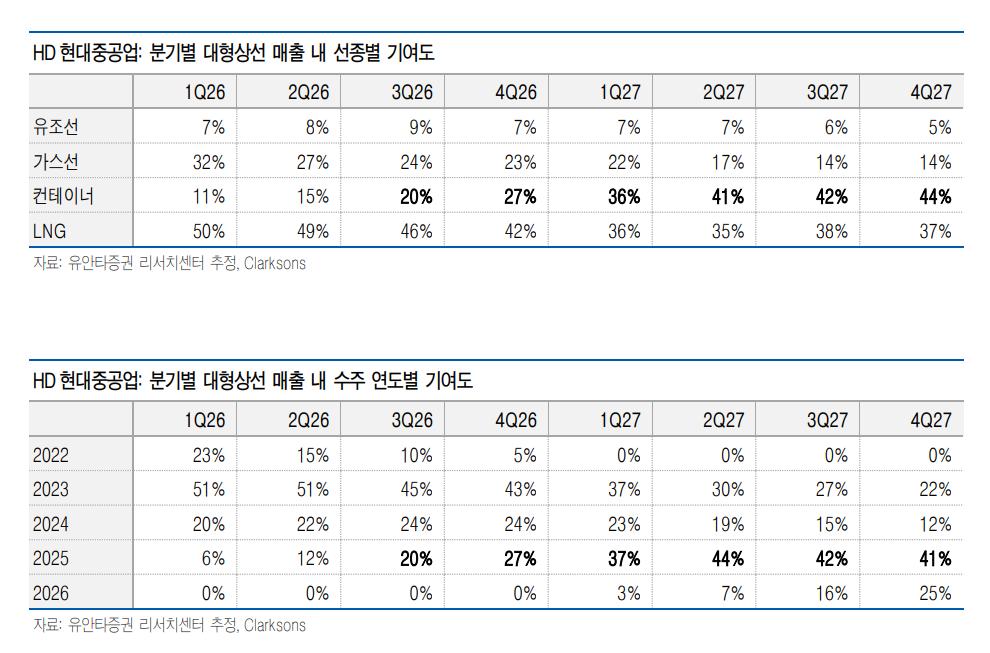 HD현대중공업: 분기별 대형상선 매출 내 선종별 기여도
1Q26 2Q26 3Q26 4Q26 1Q27 2Q27 3Q27 4Q27
유조선 7% 8% 9% 7% 7% 7% 6% 5%
가스선 32% 27% 24% 23% 22% 17% 14% 14%
컨테이너 11% 15% 20% 27% 36% 41% 42% 44%
LNG 50% 49% 46% 42% 36% 35% 38% 37%
자료: 유안타증권 리서치센터 추정, Clarksons
HD현대중공업: 분기별 대형상선 매출 내 수주 연도별 기여도
1Q26 2Q26 3Q26 4Q26 1Q27 2Q27 3Q27 4Q27
2022 23% 15% 10% 5% 0% 0% 0% 0%
2023 51% 51% 45% 43% 37% 30% 27% 22%
2024 20% 22% 24% 24% 23% 19% 15% 12%
2025 6% 12% 20% 27% 37% 44% 42% 41%
2026 0% 0% 0% 0% 3% 7% 16% 25%
자료: 유안타증권 리서치센터 추정, Clarksons